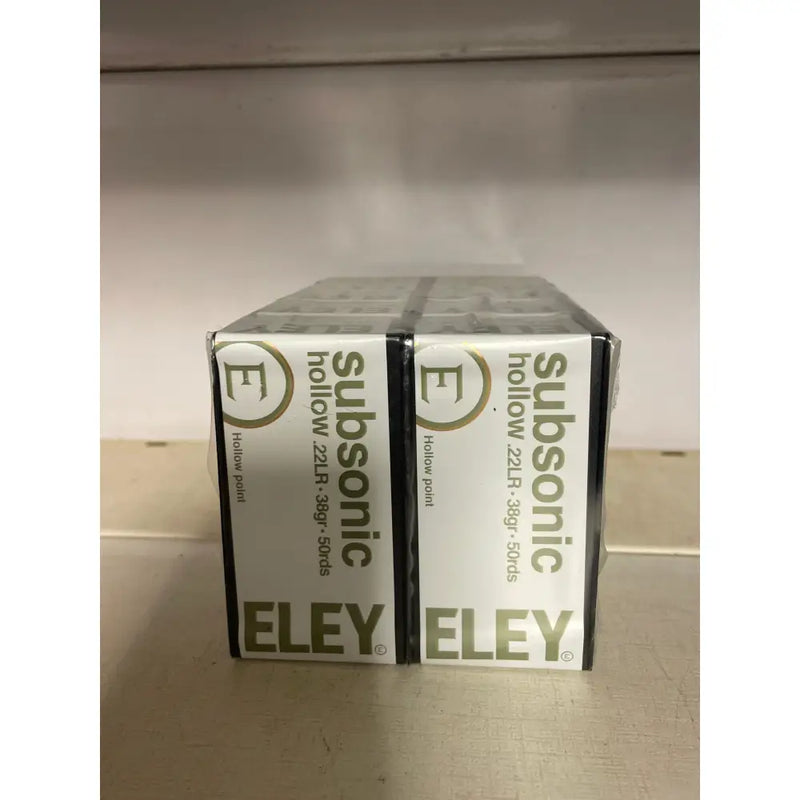 subsonic
hollow .22LR • 38gr • 50rds
E
Hollow point
ELEY
subsonic
hollow .22LR • 38gr • 50rds
E
Hollow point
ELEY